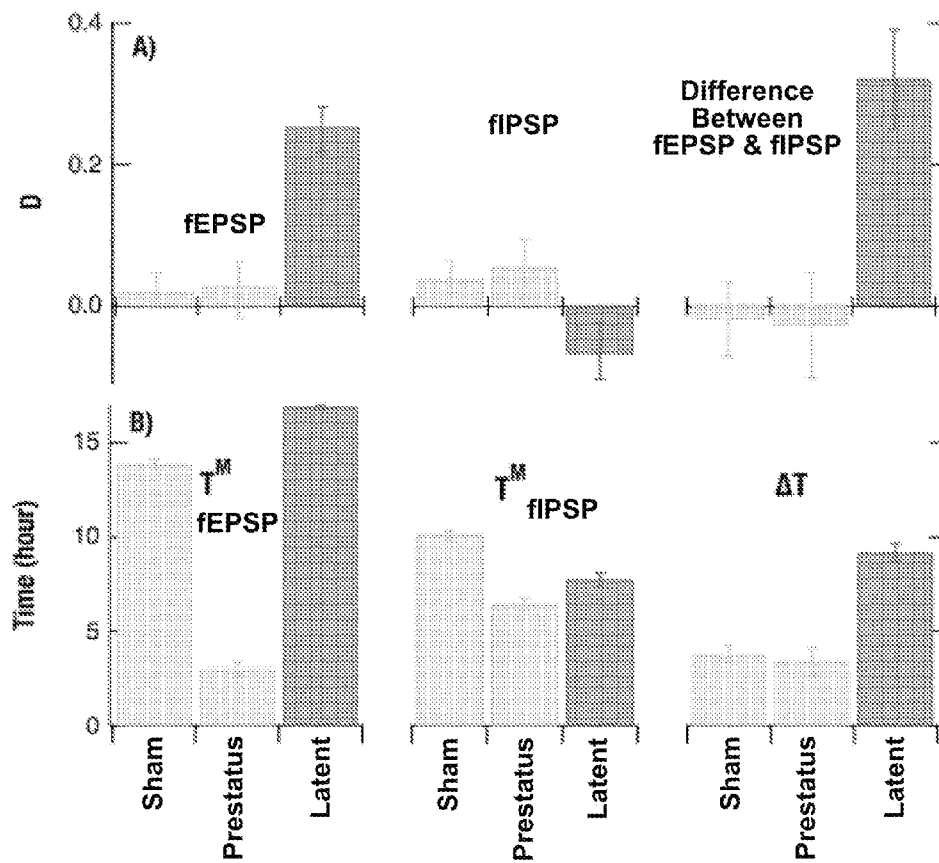 A)
0.4
0.2
0.0
D
fEPSP
fIPSP
Difference
Between
fEPSP & fIPSP
B)
15
10
5
0
Time (hour)
T^M
fEPSP
T^M
fIPSP
ΔT
Sham
Prestatus
Latent
Sham
Prestatus
Latent
Sham
Prestatus
Latent